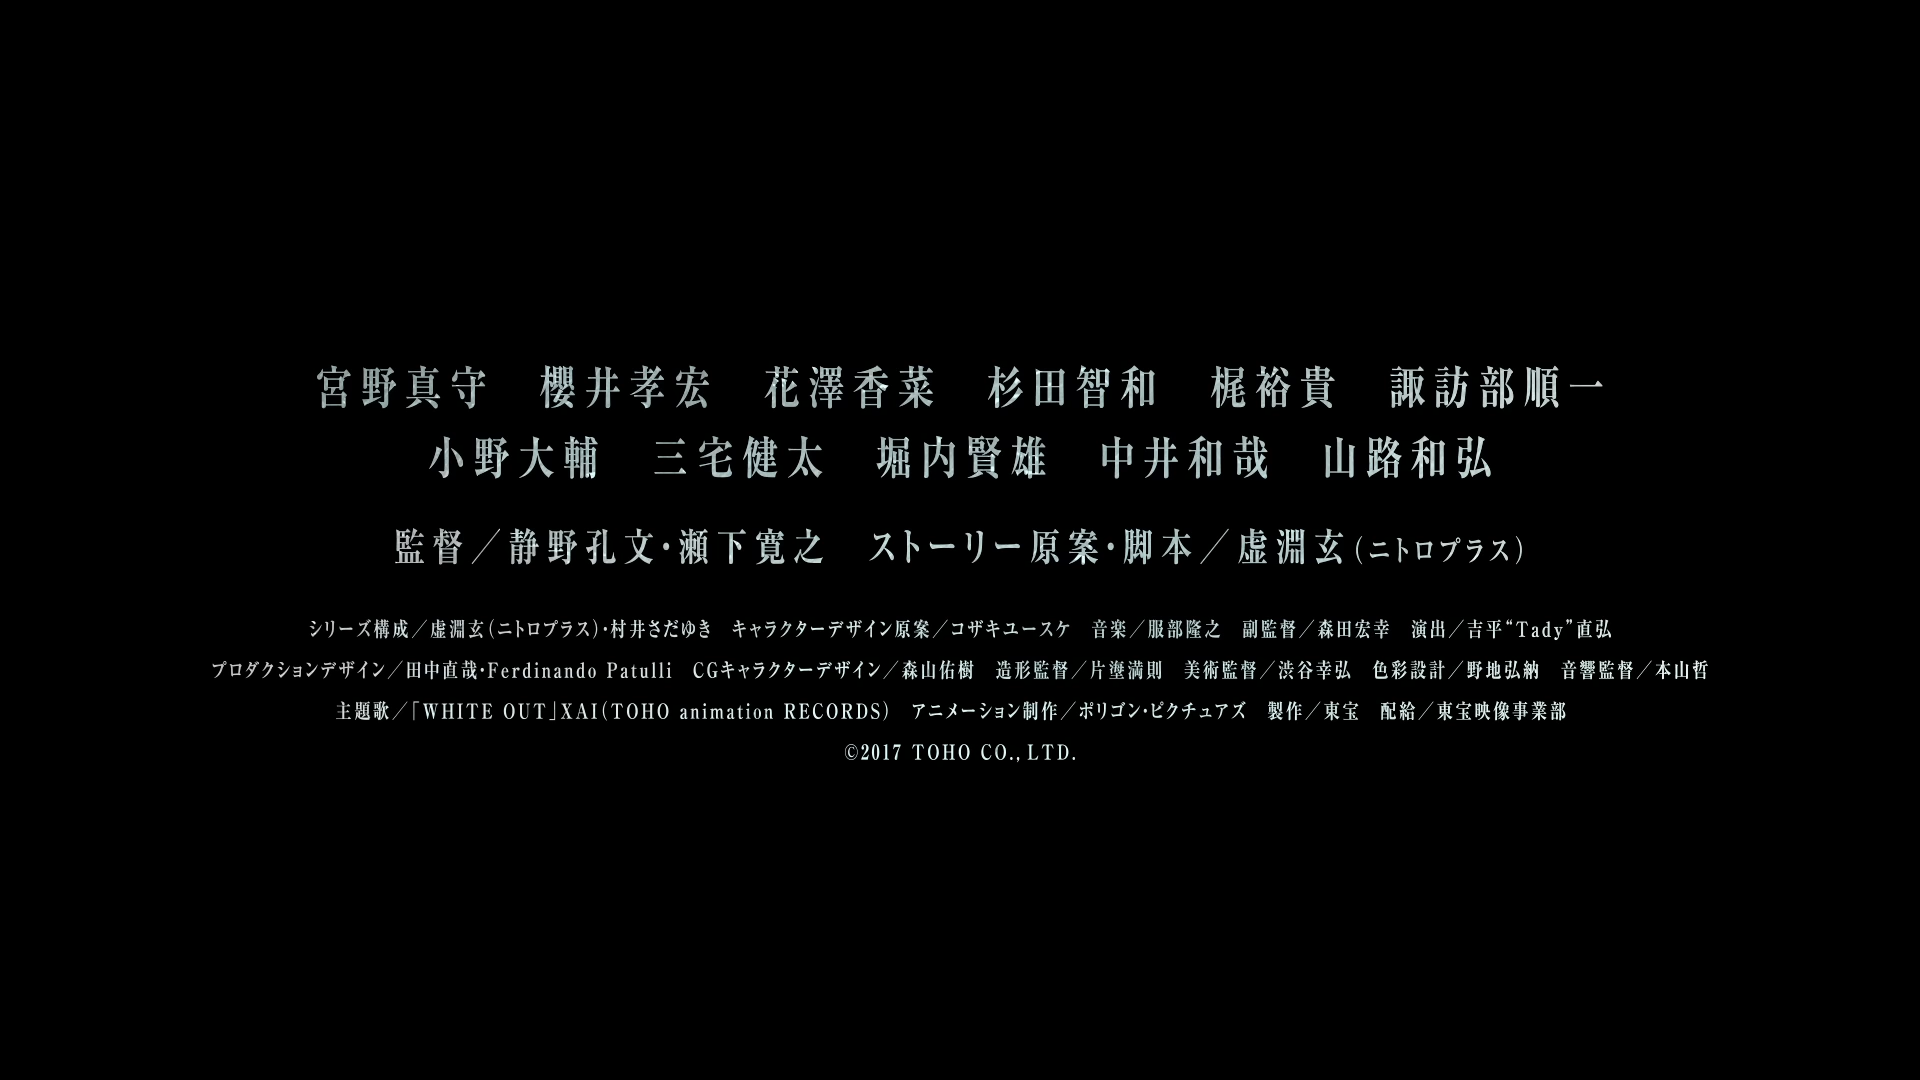 宮野真守　櫻井孝宏　花澤香菜　杉田智和　梶裕貴　諏訪部順一
小野大輔　三宅健太　堀内賢雄　中井和哉　山路和弘
監督／静野孔文・瀬下寛之　ストーリー原案・脚本／虚淵玄（ニトロプラス）
シリーズ構成／虚淵玄（ニトロプラス）・村井さだゆき　キャラクターデザイン原案／コザキユースケ　音楽／服部隆之　副監督／森田宏幸　演出／吉平“Tady”直弘
プロダクションデザイン／田中直哉・Ferdinando Patulli　CGキャラクターデザイン／森山佑樹　造形監督／片塰満則　美術監督／渋谷幸弘　色彩設計／野地弘納　音響監督／本山哲
主題歌／「WHITE OUT」XAI（TOHO animation RECORDS）　アニメーション制作／ポリゴン・ピクチュアズ　製作／東宝　配給／東宝映像事業部
©2017 TOHO CO., LTD.